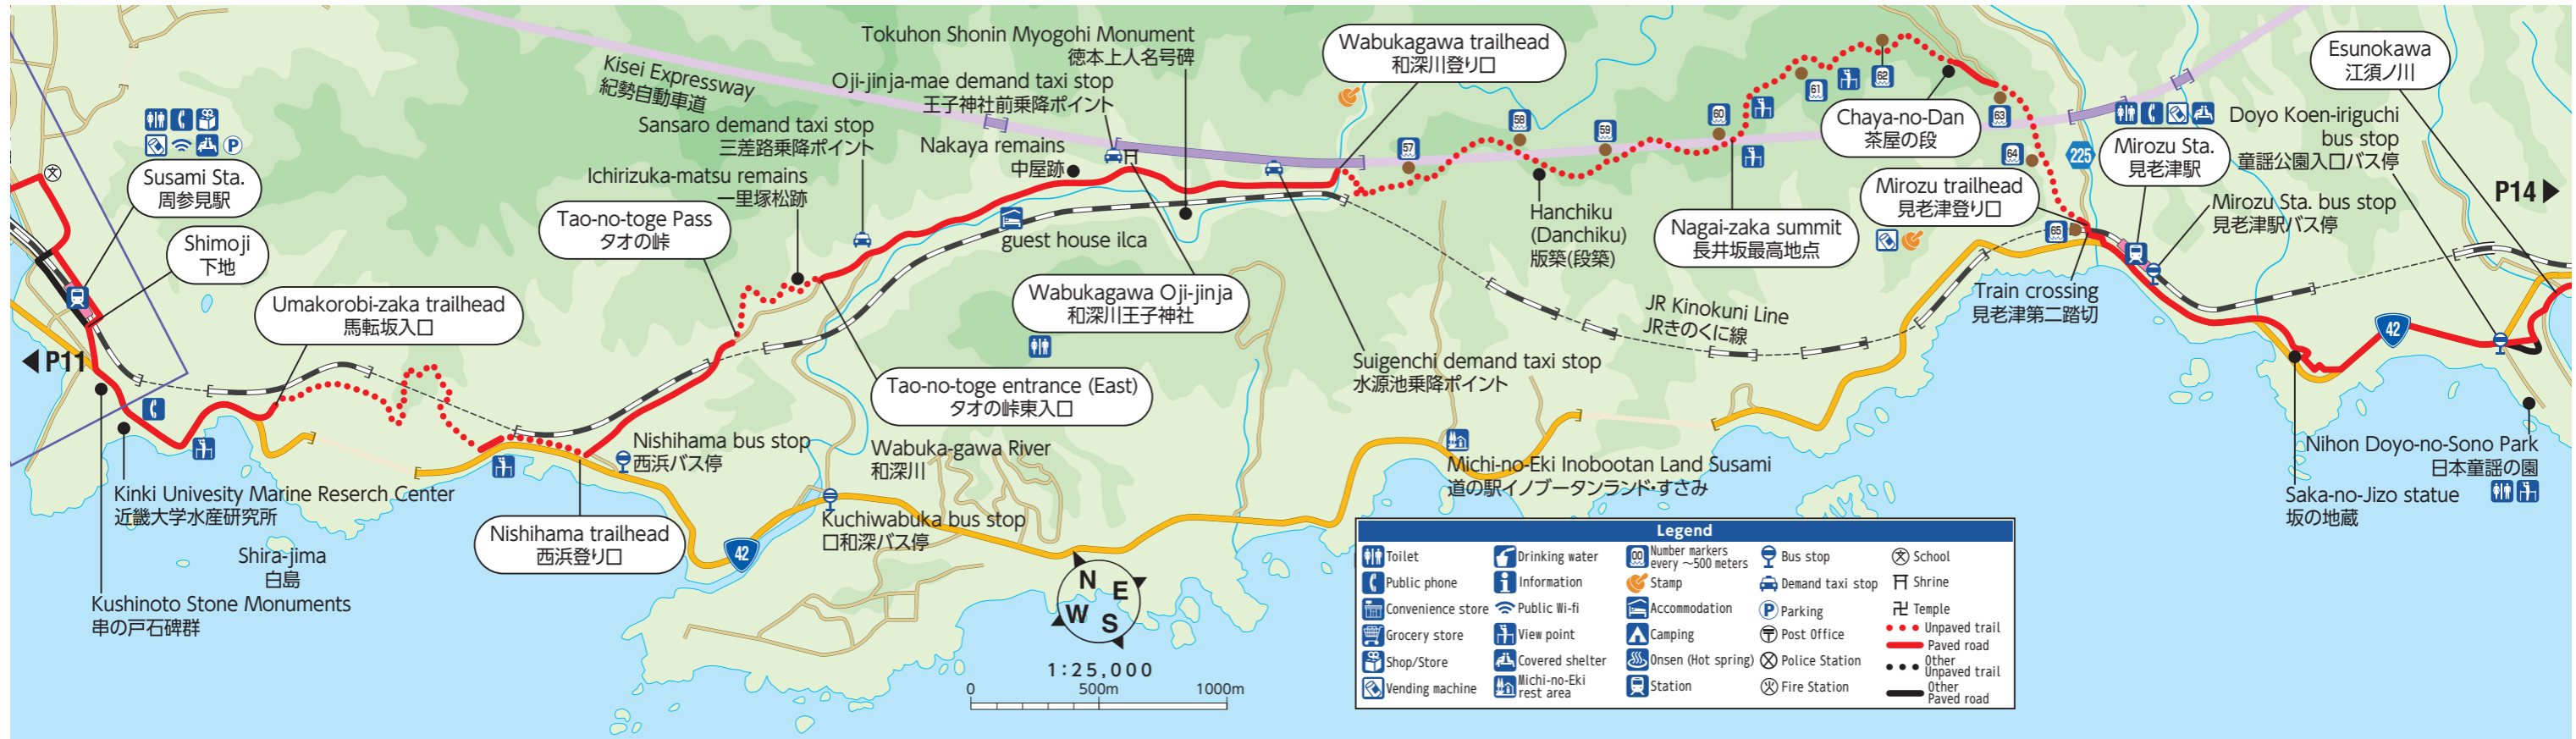 Tokuhon Shonin Myogohi Monument
徳本上人名号碑
Kisei Expressway
紀勢自動車道
Oji-jinja-mae demand taxi stop
王子神社前乗降ポイント
Sansaro demand taxi stop
三差路乗降ポイント
Nakaya remains
中屋跡
Ichirizuka-matsu remains
一里塚松跡
Wabukagawa trailhead
和深川登り口
Esunokawa
江須ノ川
Chaya-no-Dan
茶屋の段
Mirozu Sta.
見老津駅
Doyo Koen-iriguchi
bus stop
童謡公園入口バス停
P14
Mirozu Sta. bus stop
見老津駅バス停
Mirozu trailhead
見老津登り口
225
57
58
59
60
61
62
63
64
65
Susami Sta.
周参見駅
P
Shimoji
下地
Tao-no-toge Pass
タオの峠
guest house ilca
Hanchiku
(Danchiku)
版築(段築)
Nagai-zaka summit
長井坂最高地点
Umakorobi-zaka trailhead
馬転坂入口
Wabukagawa Oji-jinja
和深川王子神社
JR Kinokuni Line
JRきのくに線
Train crossing
見老津第二踏切
42
P11
Tao-no-toge entrance (East)
タオの峠東入口
Suigenchi demand taxi stop
水源池乗降ポイント
Nishihama bus stop
西浜バス停
Wabuka-gawa River
和深川
Michi-no-Eki Inobootan Land Susami
道の駅イノブータンランド・すさみ
Nihon Doyo-no-Sono Park
日本童謡の園
Saka-no-Jizo statue
坂の地蔵
Kinki Univesity Marine Reserch Center
近畿大学水産研究所
Nishihama trailhead
西浜登り口
Kuchiwabuka bus stop
口和深バス停
42
Shira-jima
白島
Kushinoto Stone Monuments
串の戸石碑群
N
E
W
S
1:25,000
0 500m 1000m
Legend
Toilet
Public phone
Convenience store
Grocery store
Shop/Store
Vending machine
Drinking water
Information
Public Wi-fi
View point
Covered shelter
Michi-no-Eki
rest area
00 Number markers
every ～500 meters
Stamp
Accommodation
Camping
Onsen (Hot spring)
Station
Bus stop
Demand taxi stop
P Parking
Post Office
Police Station
Fire Station
文 School
Shrine
卍 Temple
Unpaved trail
Paved road
Other
Unpaved trail
Other
Paved road